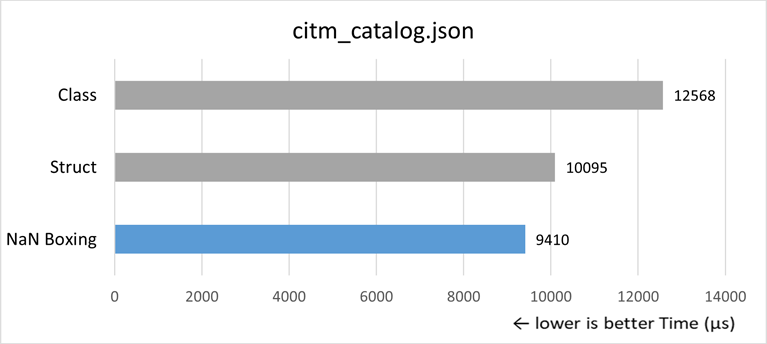 citm_catalog.json
Class
12568
Struct
10095
NaN Boxing
9410
0 2000 4000 6000 8000 10000 12000 14000
← lower is better Time (µs)